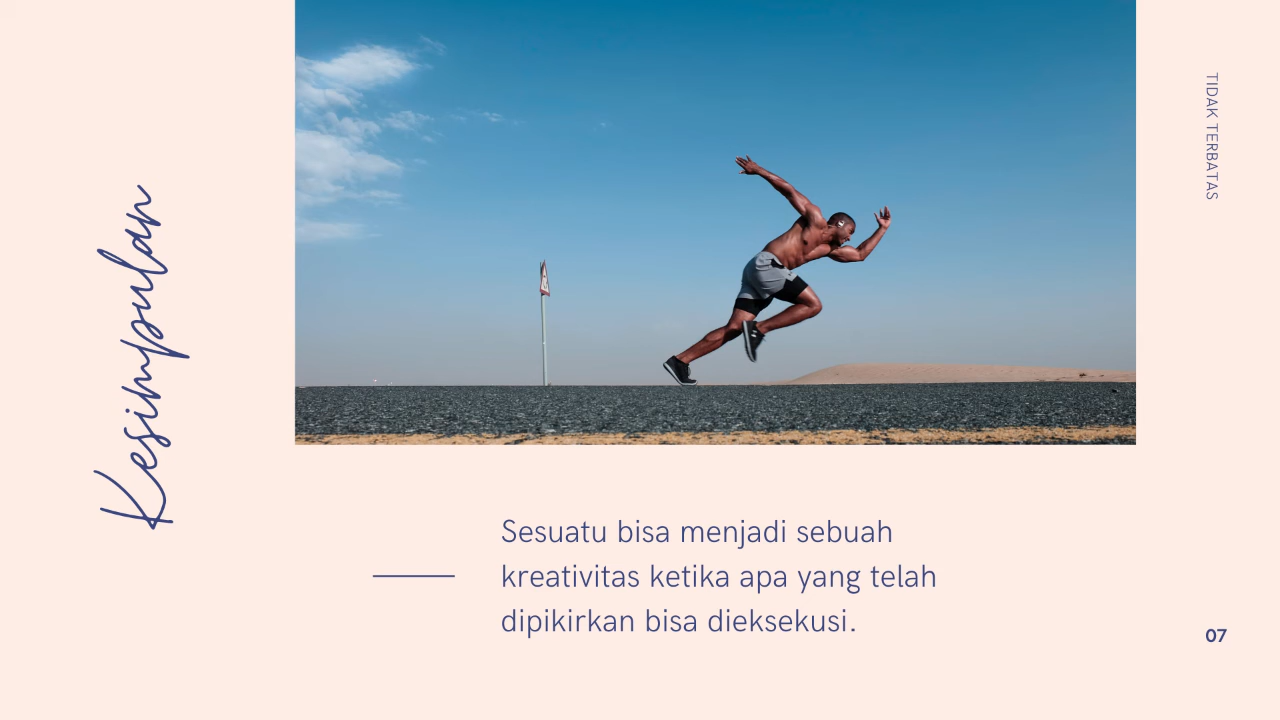 Kesimpulan
TIDAK TERBATAS
Sesuatu bisa menjadi sebuah
kreativitas ketika apa yang telah
dipikirkan bisa dieksekusi.
07